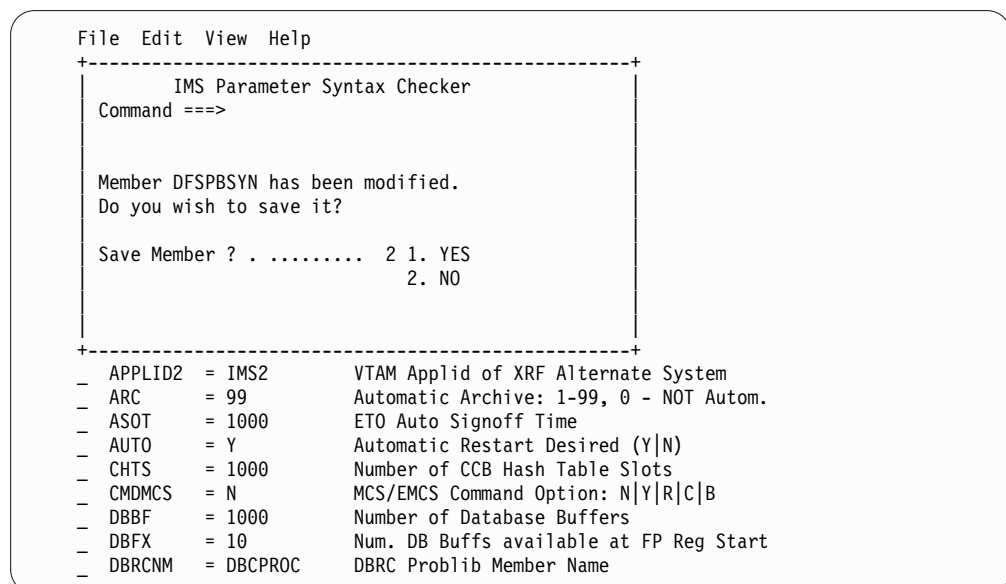 File Edit View Help
+--------------------------------------------------+
| IMS Parameter Syntax Checker |
| Command ===> |
| Member DFSPBSYN has been modified. |
| Do you wish to save it? |
| Save Member ? . ......... 2 1. YES |
| 2. NO |
+--------------------------------------------------+
_ APPLID2 = IMS2 VTAM Applid of XRF Alternate System
_ ARC = 99 Automatic Archive: 1-99, 0 - NOT Autom.
_ ASOT = 1000 ETO Auto Signoff Time
_ AUTO = Y Automatic Restart Desired (Y|N)
_ CHTS = 1000 Number of CCB Hash Table Slots
_ CMDMCS = N MCS/EMCS Command Option: N|Y|R|C|B
_ DBBF = 1000 Number of Database Buffers
_ DBFX = 10 Num. DB Buffs available at FP Reg Start
_ DBRCNM = DBCPROC DBRC Problib Member Name